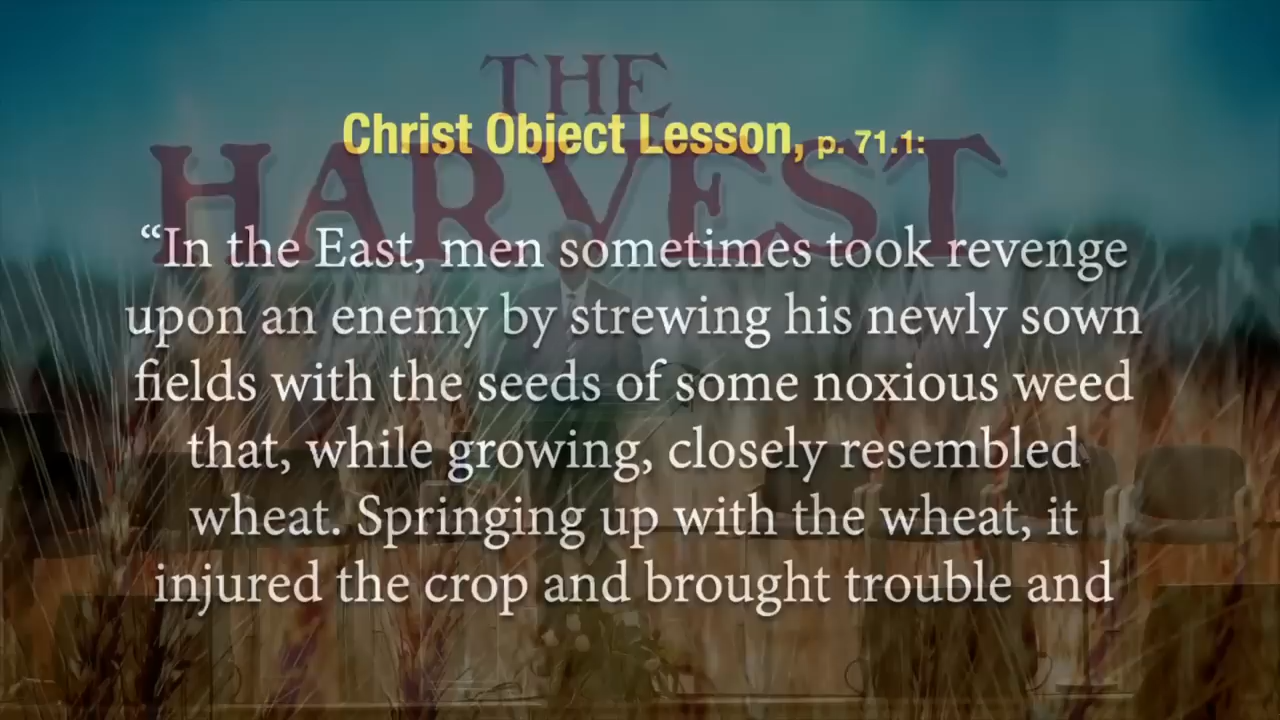 THE
HARVEST
Christ Object Lesson, p. 71.1:
“In the East, men sometimes took revenge
upon an enemy by strewing his newly sown
fields with the seeds of some noxious weed
that, while growing, closely resembled
wheat. Springing up with the wheat, it
injured the crop and brought trouble and